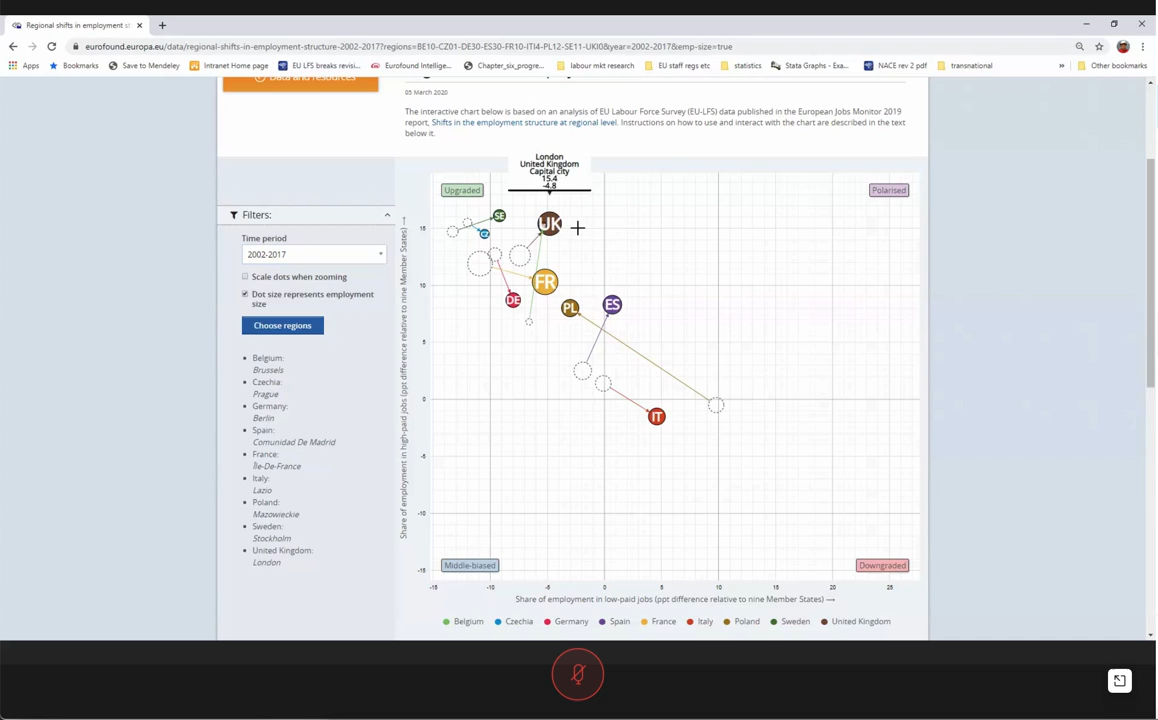 Regional shifts in employment st
eurofound.europa.eu/data/regional-shifts-in-employment-structure-2002-2017?regions=BE10-CZ01-DE30-ES30-FR10-ITI4-PL12-SE11-UKI0&year=2002-2017&emp-size=true
Apps Bookmarks Save to Mendeley Intranet Home page EU LFS breaks revisi... Eurofound Intellige... Chapter_six_progre... labour mkt research EU staff regs etc statistics Stata Graphs - Exa... NACE rev 2 pdf transnational » Other bookmarks
Data and resources
05 March 2020
The interactive chart below is based on an analysis of EU Labour Force Survey (EU-LFS) data published in the European Jobs Monitor 2019
report, Shifts in the employment structure at regional level. Instructions on how to use and interact with the chart are described in the text
below it.
London
United Kingdom
Capital city
15.4
-4.8
Upgraded
Polarised
Filters:
Time period
2002-2017
Scale dots when zooming
Dot size represents employment
size
Choose regions
Belgium:
Brussels
Czechia:
Prague
Germany:
Berlin
Spain:
Comunidad De Madrid
France:
Île-De-France
Italy:
Lazio
Poland:
Mazowieckie
Sweden:
Stockholm
United Kingdom:
London
Share of employment in high-paid jobs (ppt difference relative to nine Member States) →
15
10
5
0
-5
-10
-15
SE
CZ
UK
FR
DE
PL
ES
IT
Middle-biased
Downgraded
-15 -10 -5 0 5 10 15 20 25
Share of employment in low-paid jobs (ppt difference relative to nine Member States) →
Belgium Czechia Germany Spain France Italy Poland Sweden United Kingdom